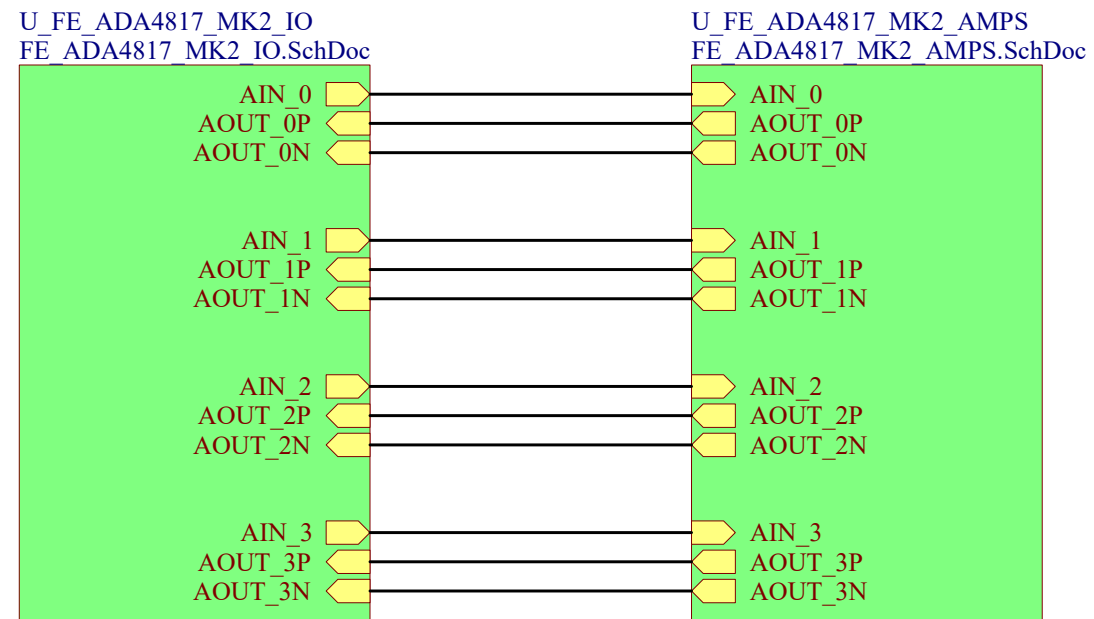 U_FE_ADA4817_MK2_IO
FE_ADA4817_MK2_IO.SchDoc
AIN_0
AOUT_0P
AOUT_0N
AIN_1
AOUT_1P
AOUT_1N
AIN_2
AOUT_2P
AOUT_2N
AIN_3
AOUT_3P
AOUT_3N
U_FE_ADA4817_MK2_AMPS
FE_ADA4817_MK2_AMPS.SchDoc
AIN_0
AOUT_0P
AOUT_0N
AIN_1
AOUT_1P
AOUT_1N
AIN_2
AOUT_2P
AOUT_2N
AIN_3
AOUT_3P
AOUT_3N